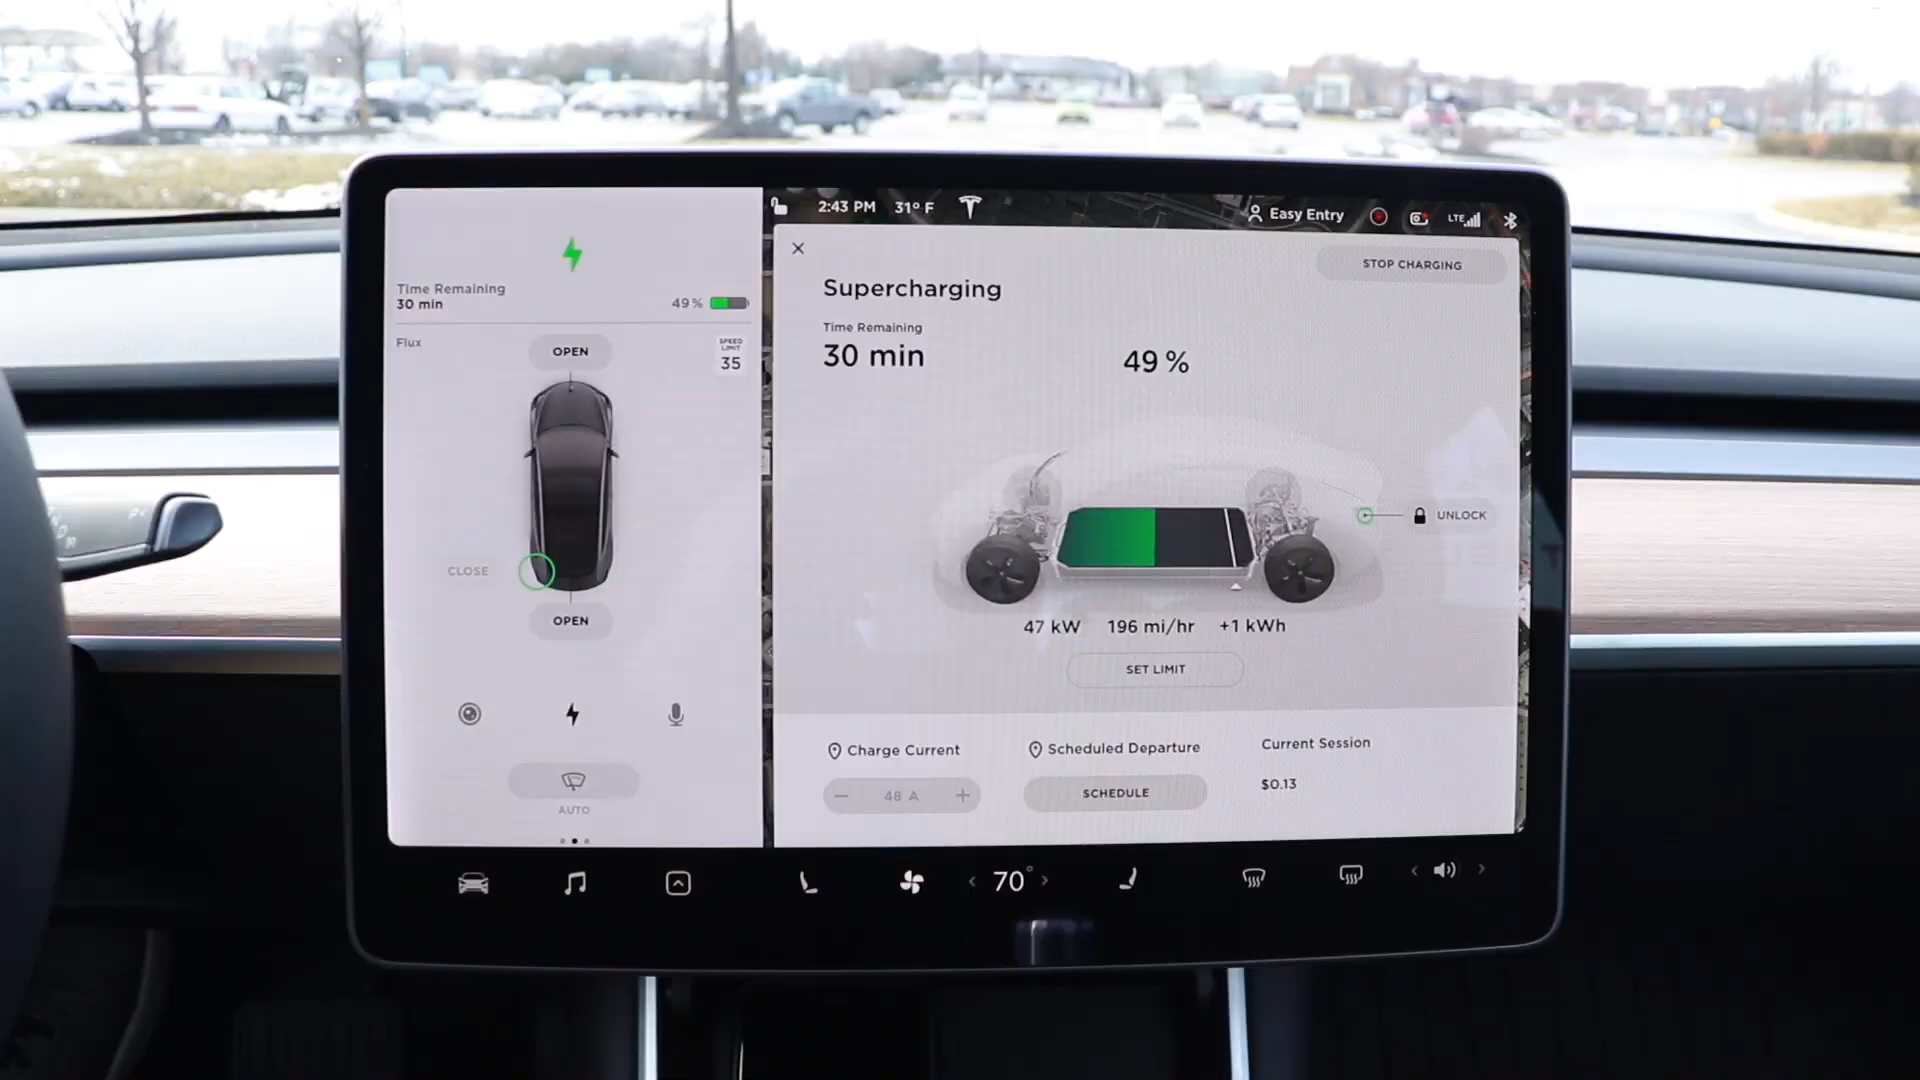 2:43 PM 31° F
Easy Entry
LTE
Time Remaining
30 min
49 %
Flux
SPEED LIMIT
35
OPEN
CLOSE
OPEN
AUTO
STOP CHARGING
Supercharging
Time Remaining
30 min
49 %
UNLOCK
47 kW 196 mi/hr +1 kWh
SET LIMIT
Charge Current
− 48 A +
Scheduled Departure
SCHEDULE
Current Session
$0.13
70°